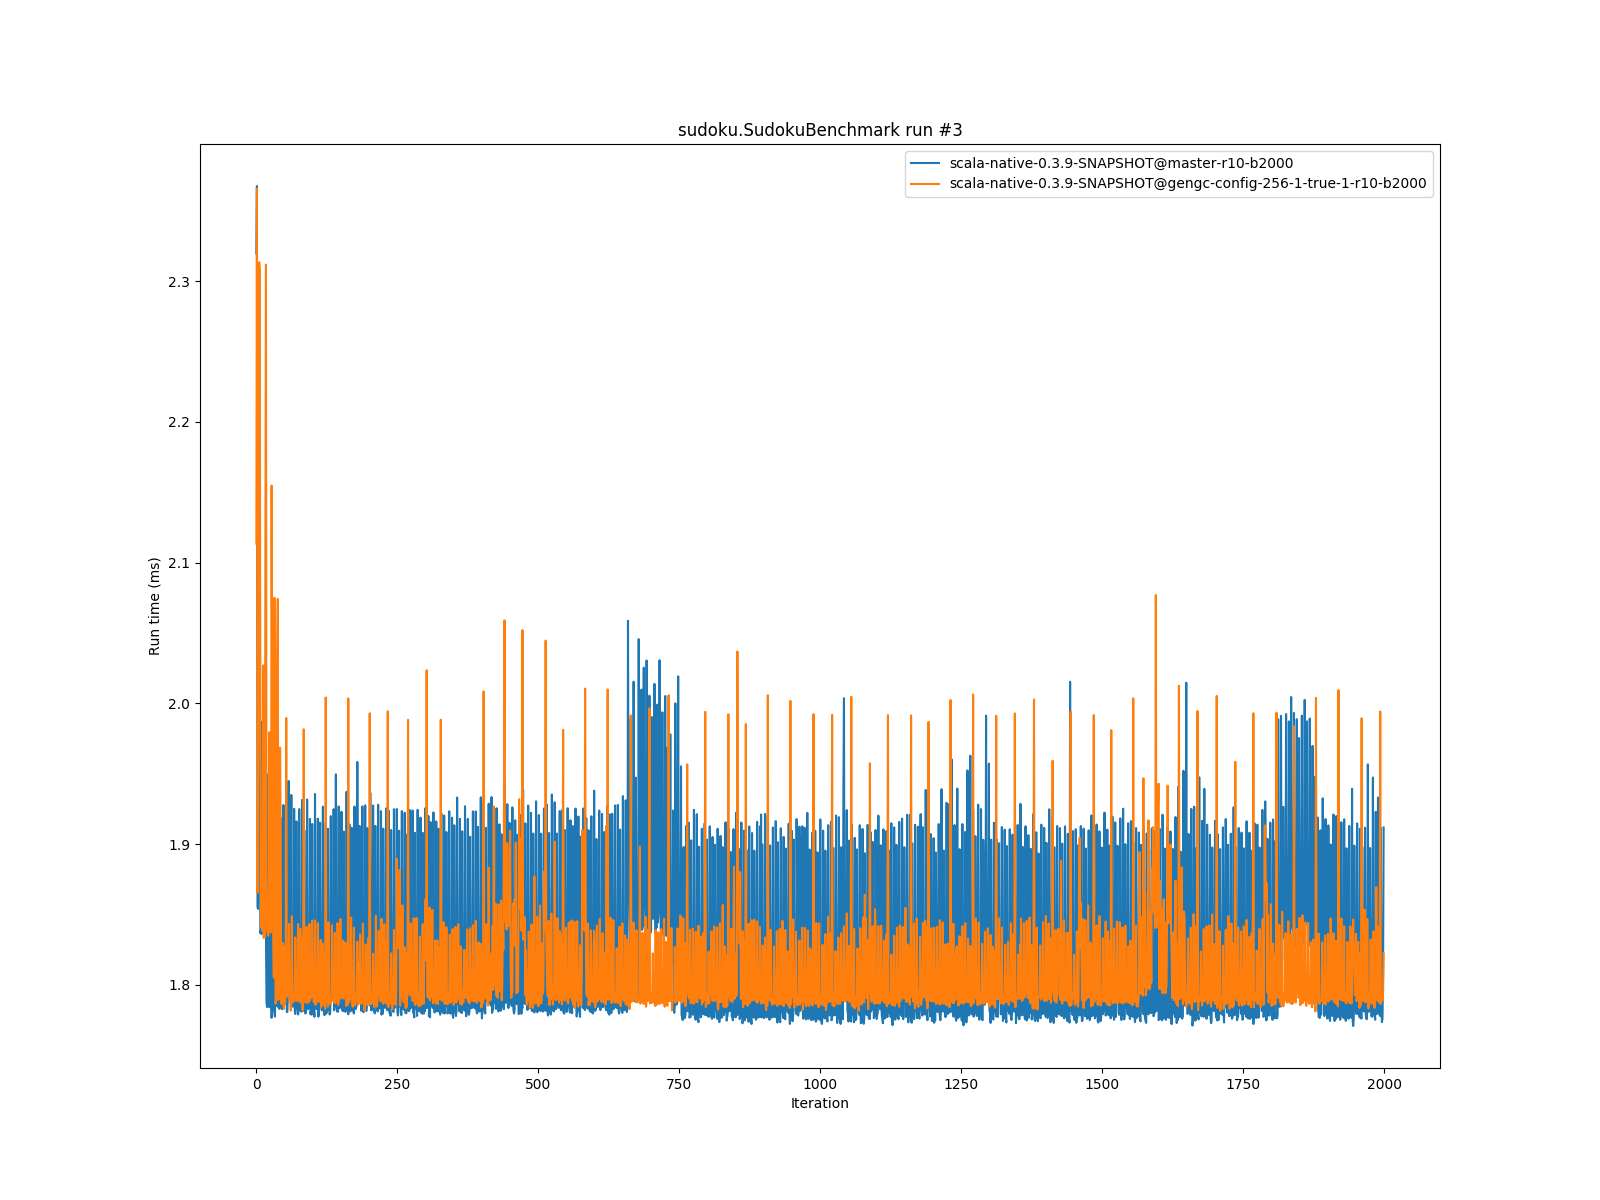 sudoku.SudokuBenchmark run #3
scala-native-0.3.9-SNAPSHOT@master-r10-b2000
scala-native-0.3.9-SNAPSHOT@gengc-config-256-1-true-1-r10-b2000
2.3
2.2
2.1
2.0
1.9
1.8
Run time (ms)
0 250 500 750 1000 1250 1500 1750 2000
Iteration